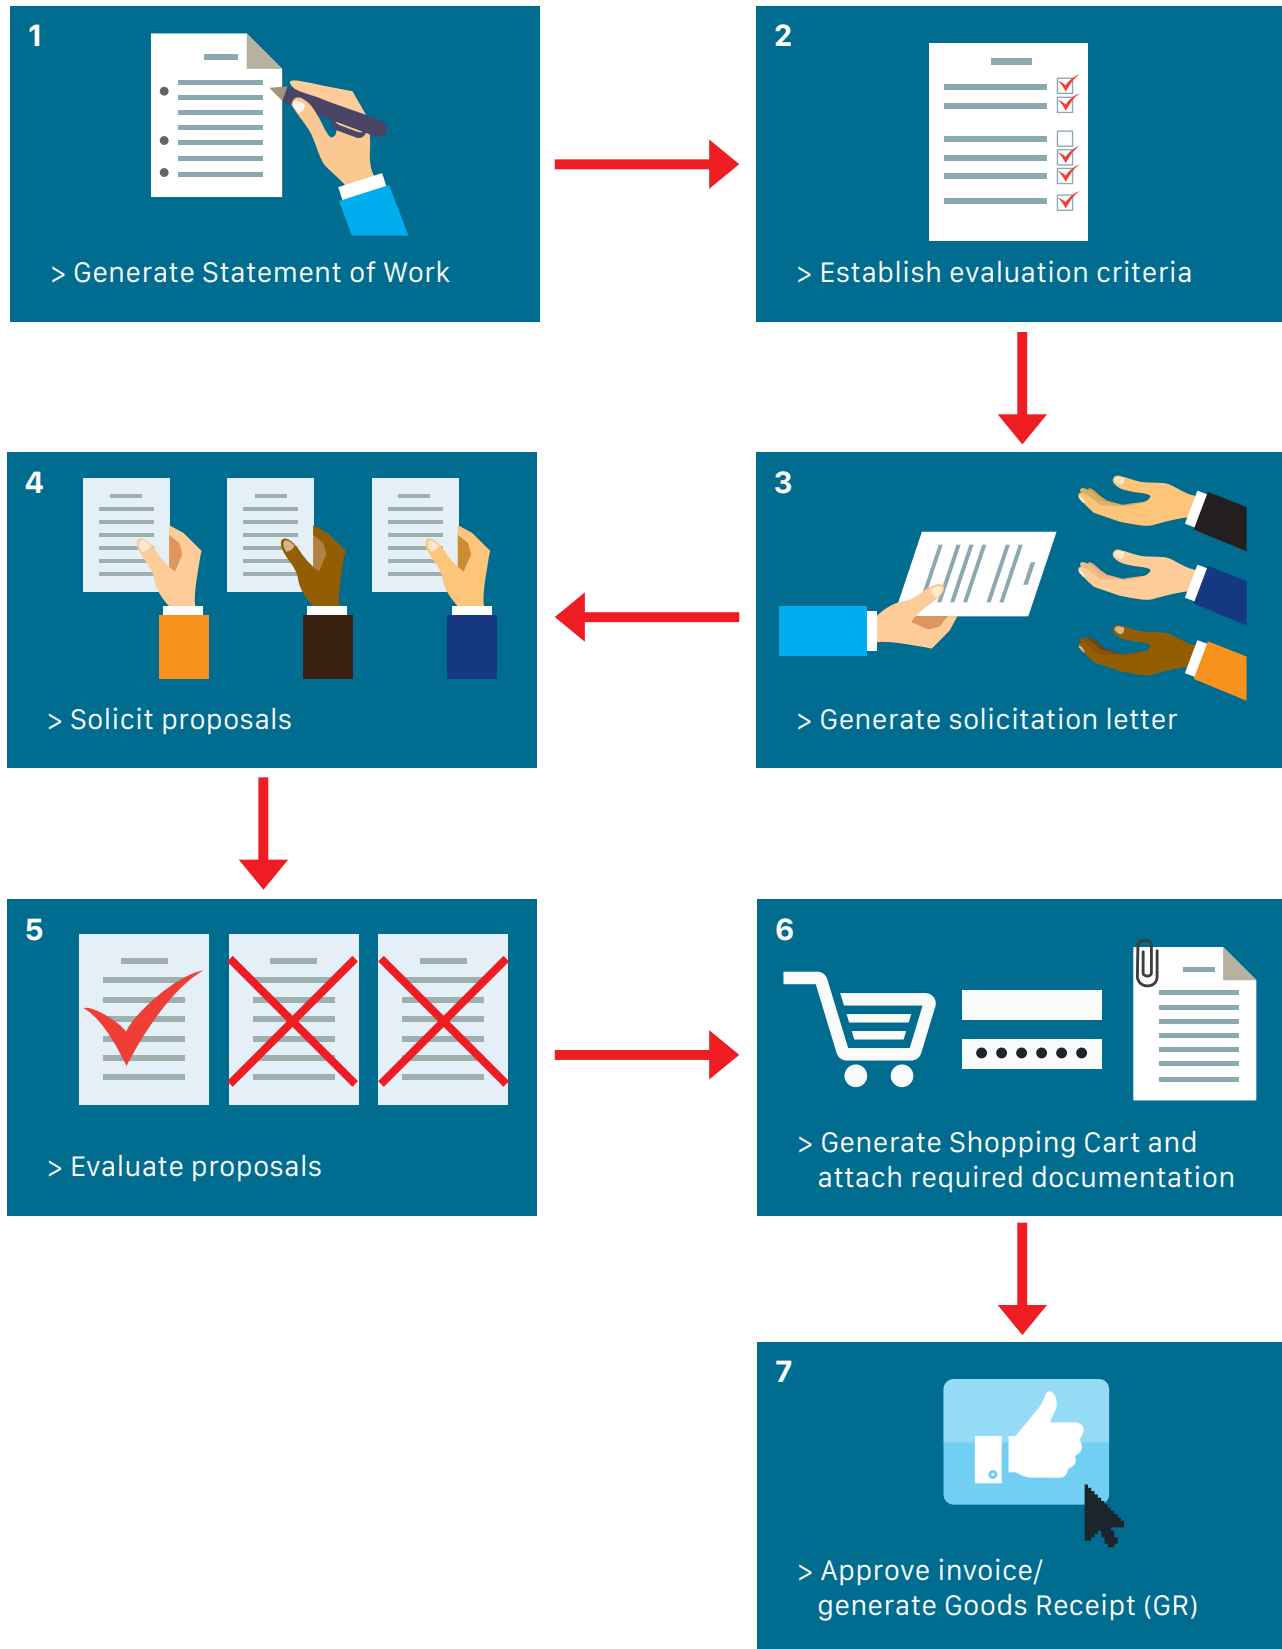 1
> Generate Statement of Work
2
> Establish evaluation criteria
3
> Generate solicitation letter
4
> Solicit proposals
5
> Evaluate proposals
6
> Generate Shopping Cart and
attach required documentation
7
> Approve invoice/
generate Goods Receipt (GR)